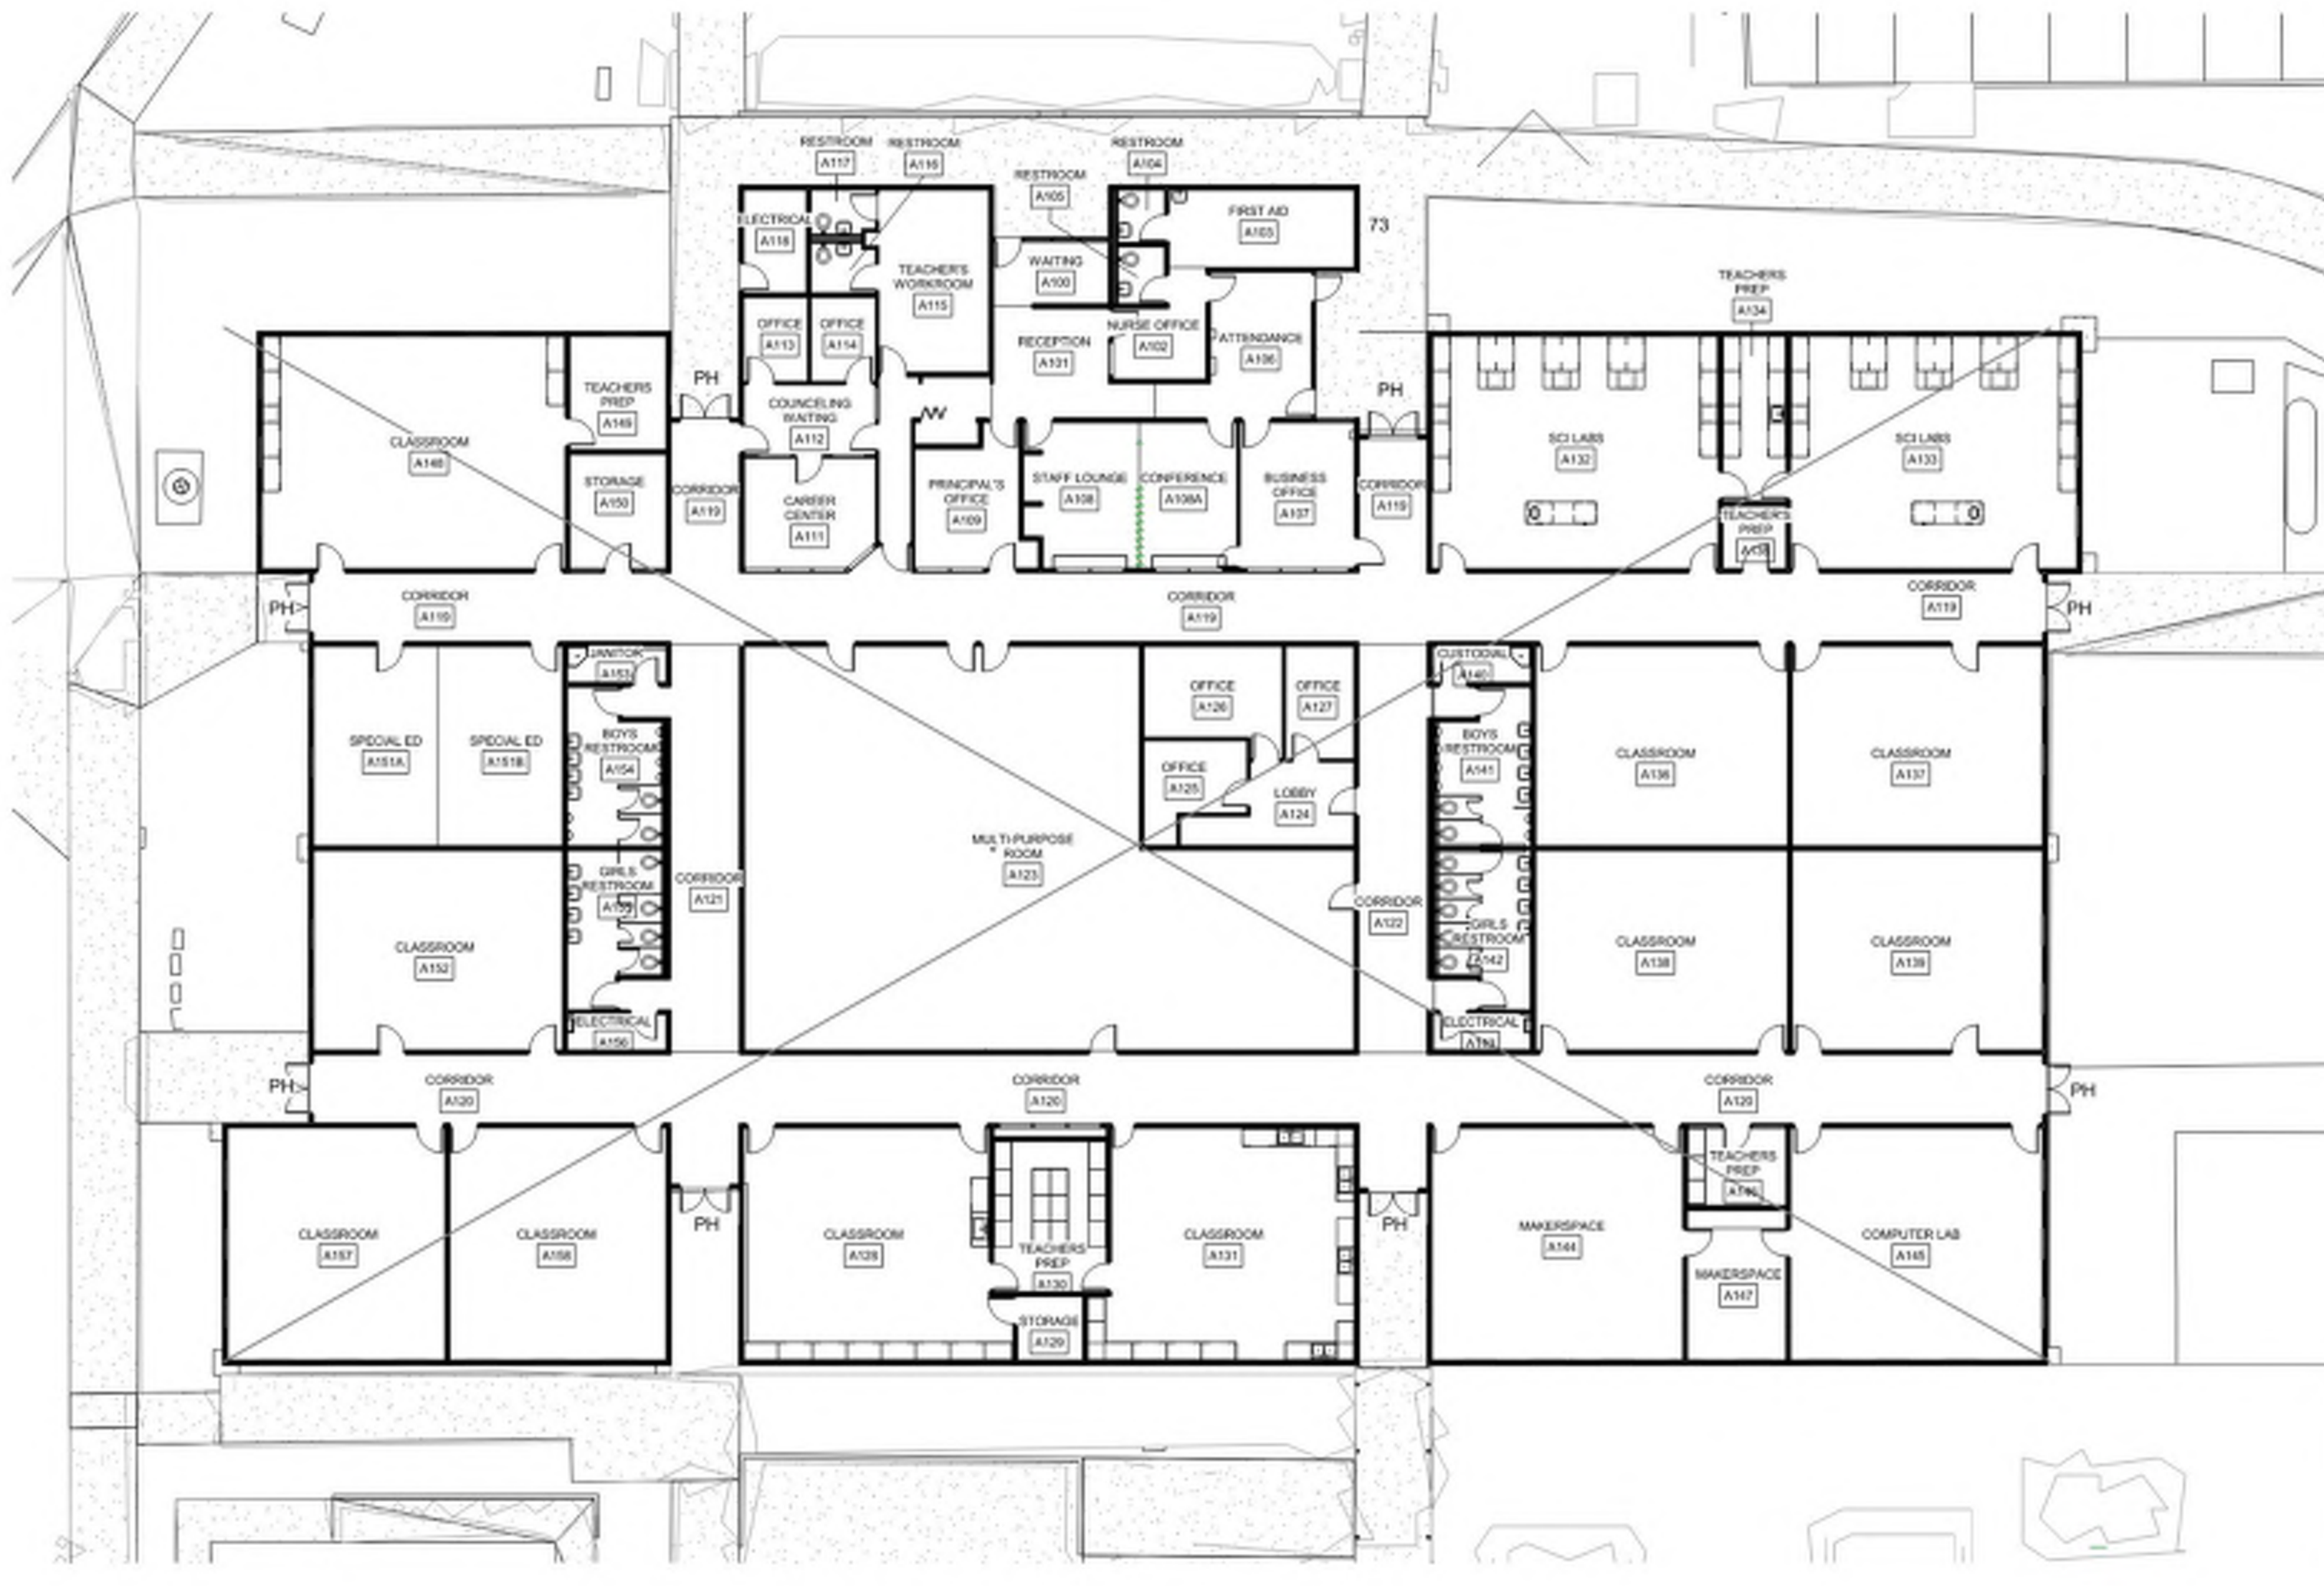 RESTROOM
A117
RESTROOM
A116
RESTROOM
A104
RESTROOM
A105
ELECTRICAL
A118
FIRST AID
A103
73
WAITING
A100
TEACHER'S
WORKROOM
A115
TEACHERS
PREP
A134
OFFICE
A113
OFFICE
A114
RECEPTION
A101
NURSE OFFICE
A102
ATTENDANCE
A106
PH
PH
TEACHERS
PREP
A149
COUNCELING
WAITING
A112
CLASSROOM
A148
SCI LABS
A132
SCI LABS
A133
STORAGE
A150
CORRIDOR
A119
CAREER
CENTER
A111
PRINCIPAL'S
OFFICE
A109
STAFF LOUNGE
A108
CONFERENCE
A108A
BUSINESS
OFFICE
A107
CORRIDOR
A119
TEACHER'S
PREP
PH
CORRIDOR
A119
CORRIDOR
A119
CORRIDOR
A119
PH
JANITOR
A153
CUSTODIAL
A140
OFFICE
A126
OFFICE
A127
SPECIAL ED
A151A
SPECIAL ED
A151B
BOYS
RESTROOM
A154
OFFICE
A125
LOBBY
A124
BOYS
RESTROOM
A141
CLASSROOM
A136
CLASSROOM
A137
MULTI-PURPOSE
ROOM
A123
GIRLS
RESTROOM
CORRIDOR
A121
CORRIDOR
A122
GIRLS
RESTROOM
A142
CLASSROOM
A152
CLASSROOM
A138
CLASSROOM
A139
ELECTRICAL
A156
ELECTRICAL
PH
CORRIDOR
A120
CORRIDOR
A120
CORRIDOR
A120
PH
TEACHERS
PREP
PH
PH
CLASSROOM
A157
CLASSROOM
A158
CLASSROOM
A128
TEACHERS
PREP
A130
CLASSROOM
A131
MAKERSPACE
A144
COMPUTER LAB
A145
MAKERSPACE
A147
STORAGE
A129